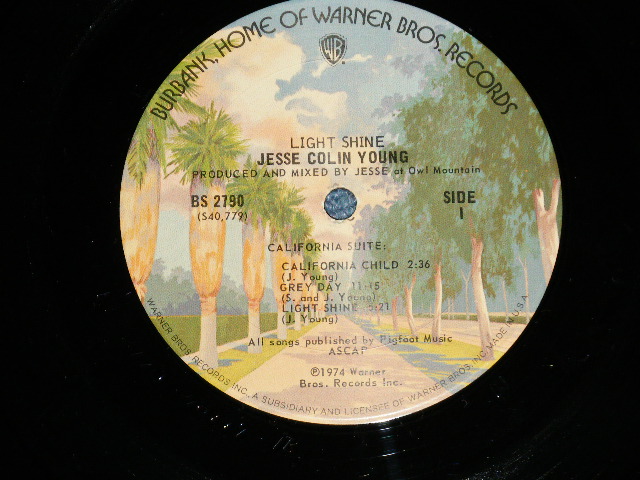 BURBANK, HOME OF WARNER BROS. RECORDS
WB
LIGHT SHINE
JESSE COLIN YOUNG
PRODUCED AND MIXED BY JESSE at Owl Mountain
BS 2790
(S40,779)
SIDE
1
CALIFORNIA SUITE:
CALIFORNIA CHILD 2:36
(J. Young)
GREY DAY 11:15
(S. and J. Young)
LIGHT SHINE 5:21
(J. Young)
All songs published by Pigfoot Music
ASCAP
℗1974 Warner
Bros. Records Inc.
WARNER BROS. RECORDS INC., A SUBSIDIARY AND LICENSEE OF WARNER BROS. INC. MADE IN U.S.A.